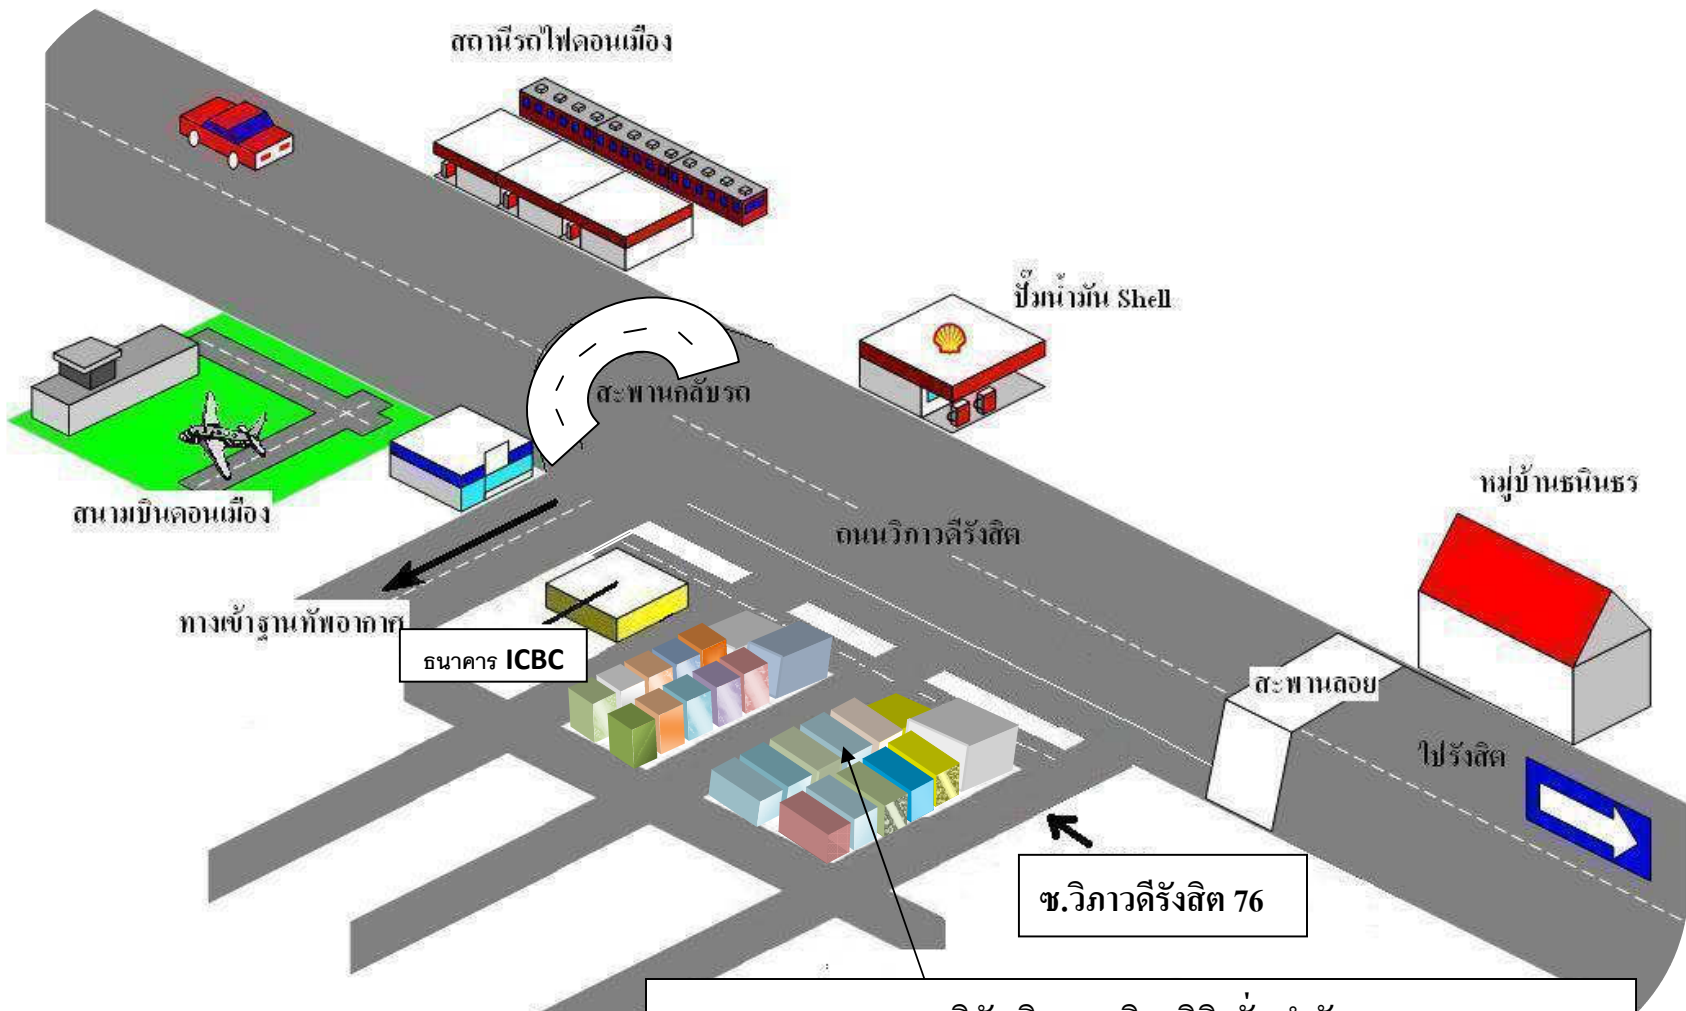 สถานีรถไฟดอนเมือง
ปั๊มน้ำมัน Shell
สะพานกลับรถ
หมู่บ้านธนินธร
สนามบินดอนเมือง
ถนนวิภาวดีรังสิต
ทางเข้าฐานทัพอากาศ
ธนาคาร ICBC
สะพานลอย
ไปรังสิต
ซ.วิภาวดีรังสิต 76